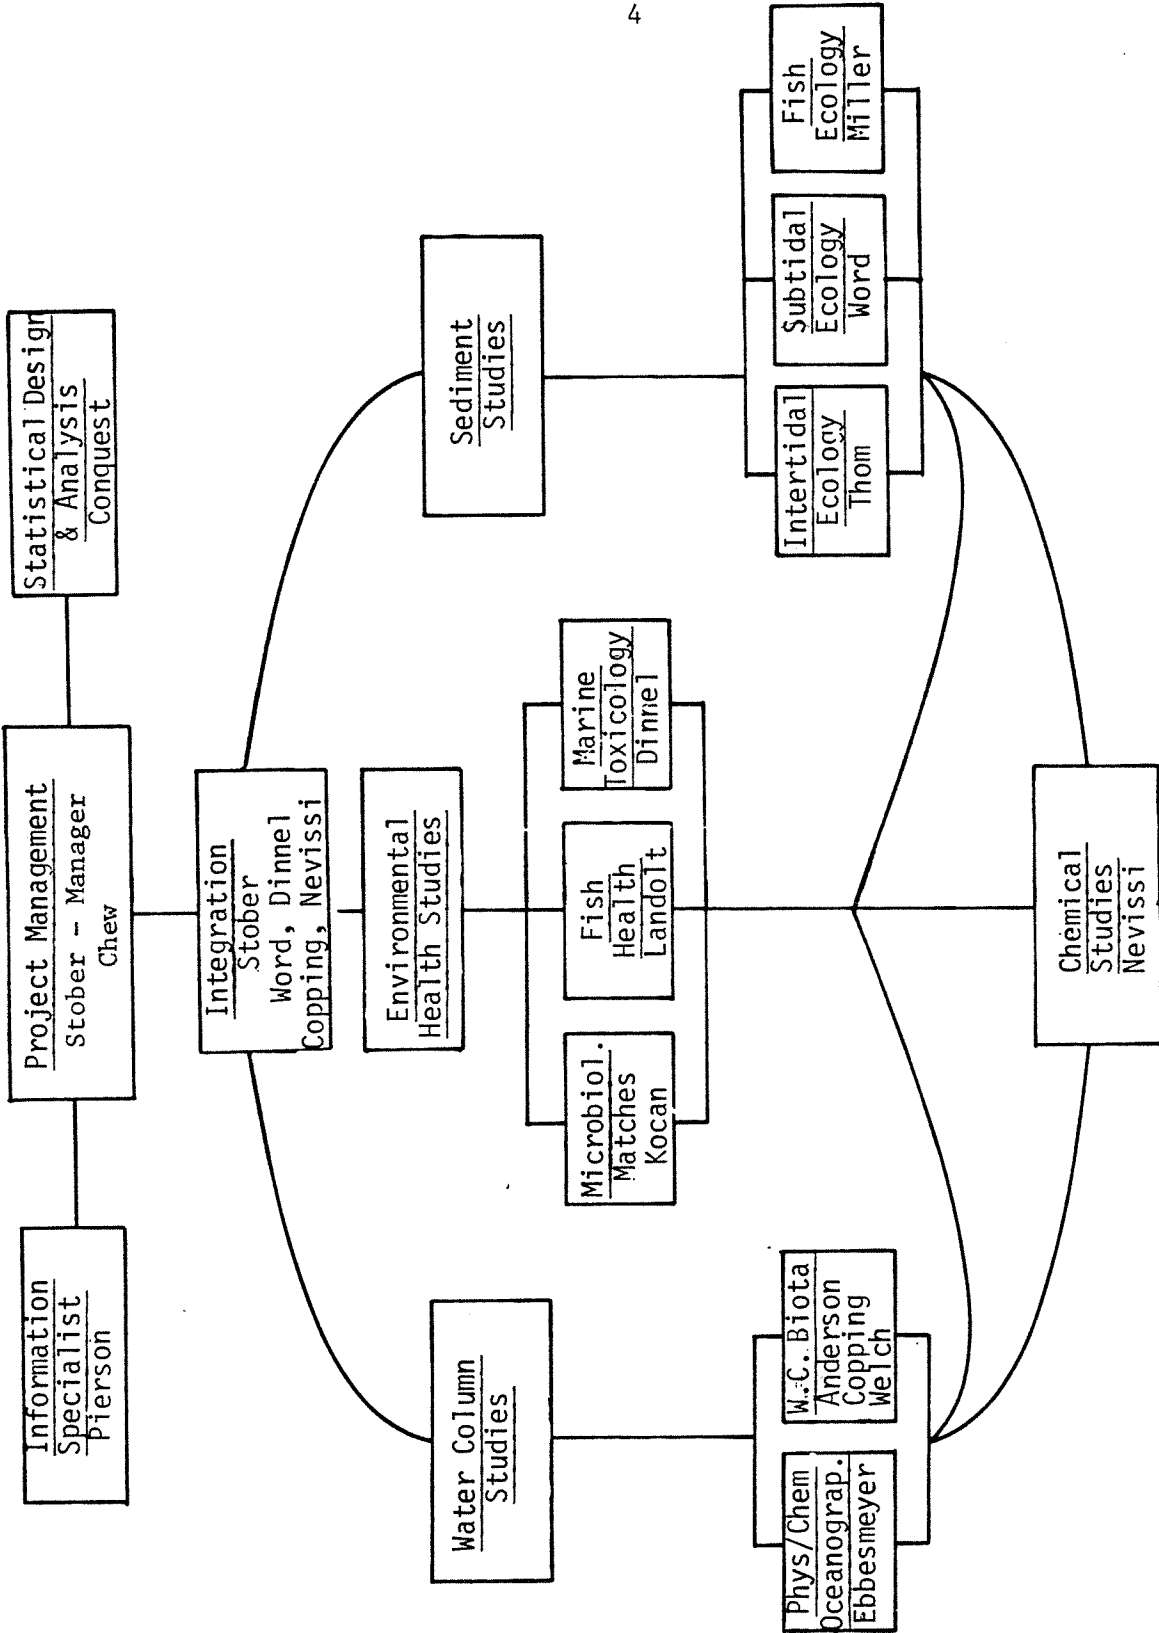 4
Information
Specialist
Pierson
Project Management
Stober - Manager
Chew
Statistical Design
& Analysis
Conquest
Integration
Stober
Word, Dinnel
Copping, Nevissi
Water Column
Studies
Environmental
Health Studies
Sediment
Studies
Microbiol.
Matches
Kocan
Fish
Health
Landolt
Marine
Toxicology
Dinnel
Phys/Chem
Oceanograp.
Ebbesmeyer
W.C. Biota
Anderson
Copping
Welch
Intertidal
Ecology
Thom
Subtidal
Ecology
Word
Fish
Ecology
Miller
Chemical
Studies
Nevissi